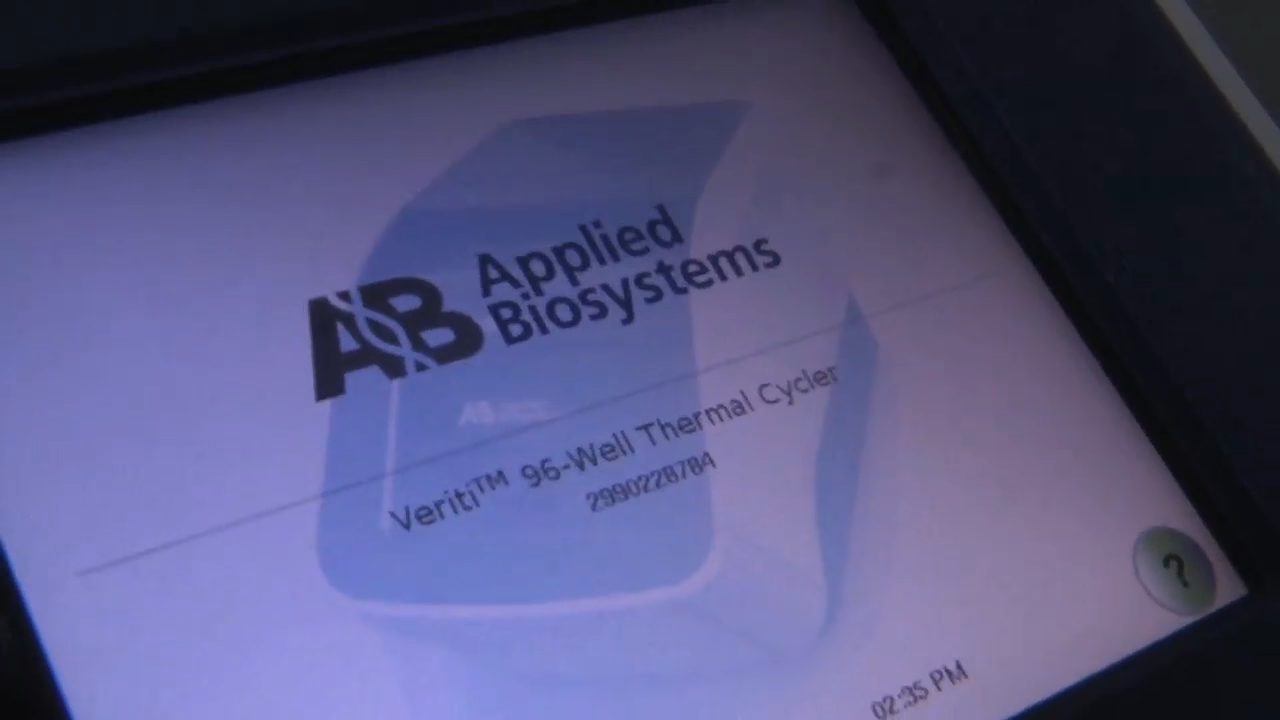 AB Applied
Biosystems
Veriti™ 96-Well Thermal Cycler
2990228784
?
02:35 PM